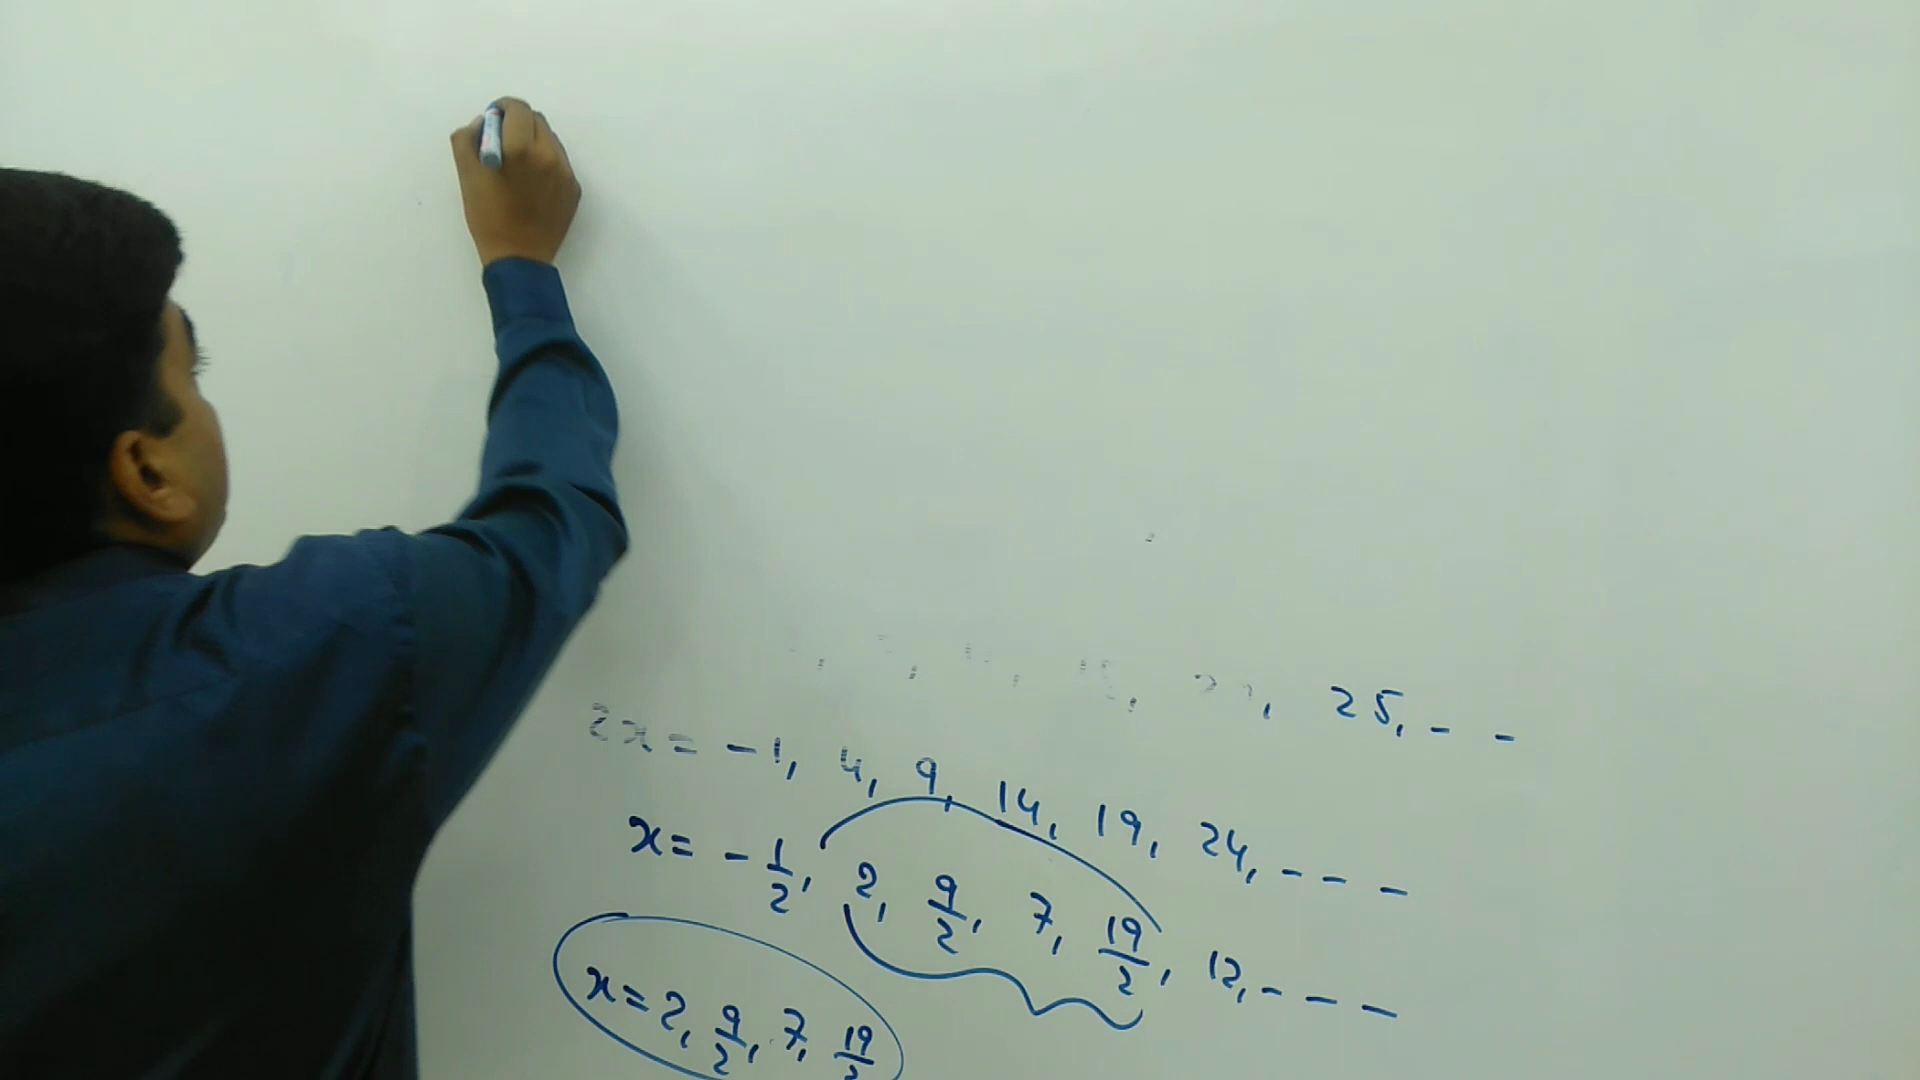 25, - -
2x = -1, 4, 9, 14, 19, 24, - - -
x = - 1/2, 2, 9/2, 7, 19/2, 12, - - -
x = 2, 9/2, 7, 19/2